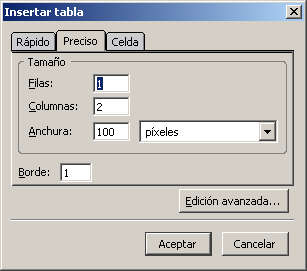 Insertar tabla
Rápido Preciso Celda
Tamaño
Filas: 1
Columnas: 2
Anchura: 100 píxeles
Borde: 1
Edición avanzada...
Aceptar Cancelar